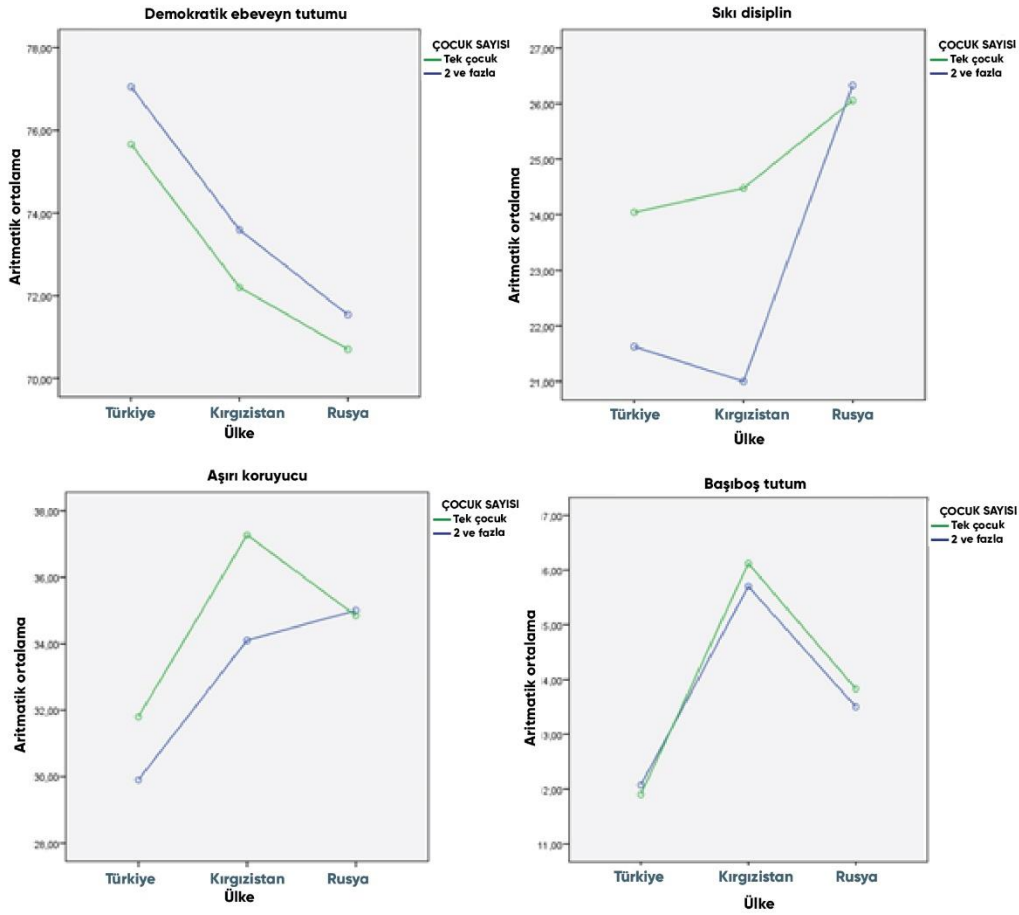 Demokratik ebeveyn tutumu
ÇOCUK SAYISI
Tek çocuk
2 ve fazla
Aritmatik ortalama
78,00
76,00
74,00
72,00
70,00
Türkiye Kırgızistan Rusya
Ülke
Sıkı disiplin
ÇOCUK SAYISI
Tek çocuk
2 ve fazla
Aritmatik ortalama
27,00
26,00
25,00
24,00
23,00
22,00
21,00
Türkiye Kırgızistan Rusya
Ülke
Aşırı koruyucu
ÇOCUK SAYISI
Tek çocuk
2 ve fazla
Aritmatik ortalama
38,00
36,00
34,00
32,00
30,00
28,00
Türkiye Kırgızistan Rusya
Ülke
Başıboş tutum
ÇOCUK SAYISI
Tek çocuk
2 ve fazla
Aritmatik ortalama
7,00
6,00
5,00
4,00
3,00
2,00
11,00
Türkiye Kırgızistan Rusya
Ülke